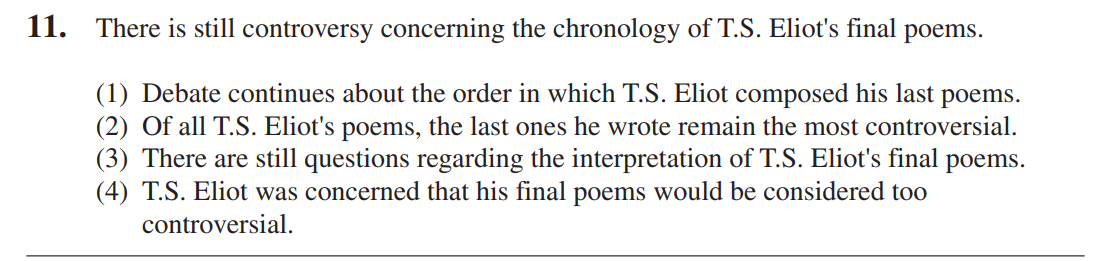 11. There is still controversy concerning the chronology of T.S. Eliot's final poems.
(1) Debate continues about the order in which T.S. Eliot composed his last poems.
(2) Of all T.S. Eliot's poems, the last ones he wrote remain the most controversial.
(3) There are still questions regarding the interpretation of T.S. Eliot's final poems.
(4) T.S. Eliot was concerned that his final poems would be considered too
controversial.